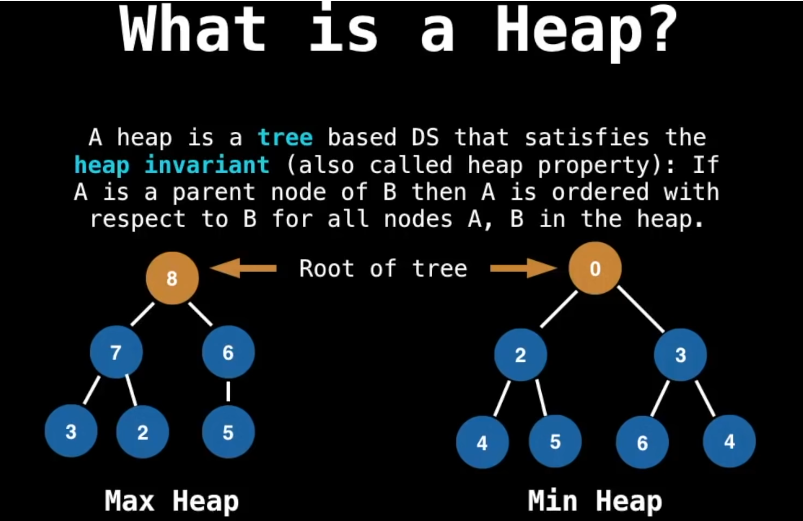 What is a Heap?
A heap is a tree based DS that satisfies the
heap invariant (also called heap property): If
A is a parent node of B then A is ordered with
respect to B for all nodes A, B in the heap.
8 Root of tree 0
7 6 2 3
3 2 5 4 5 6 4
Max Heap Min Heap